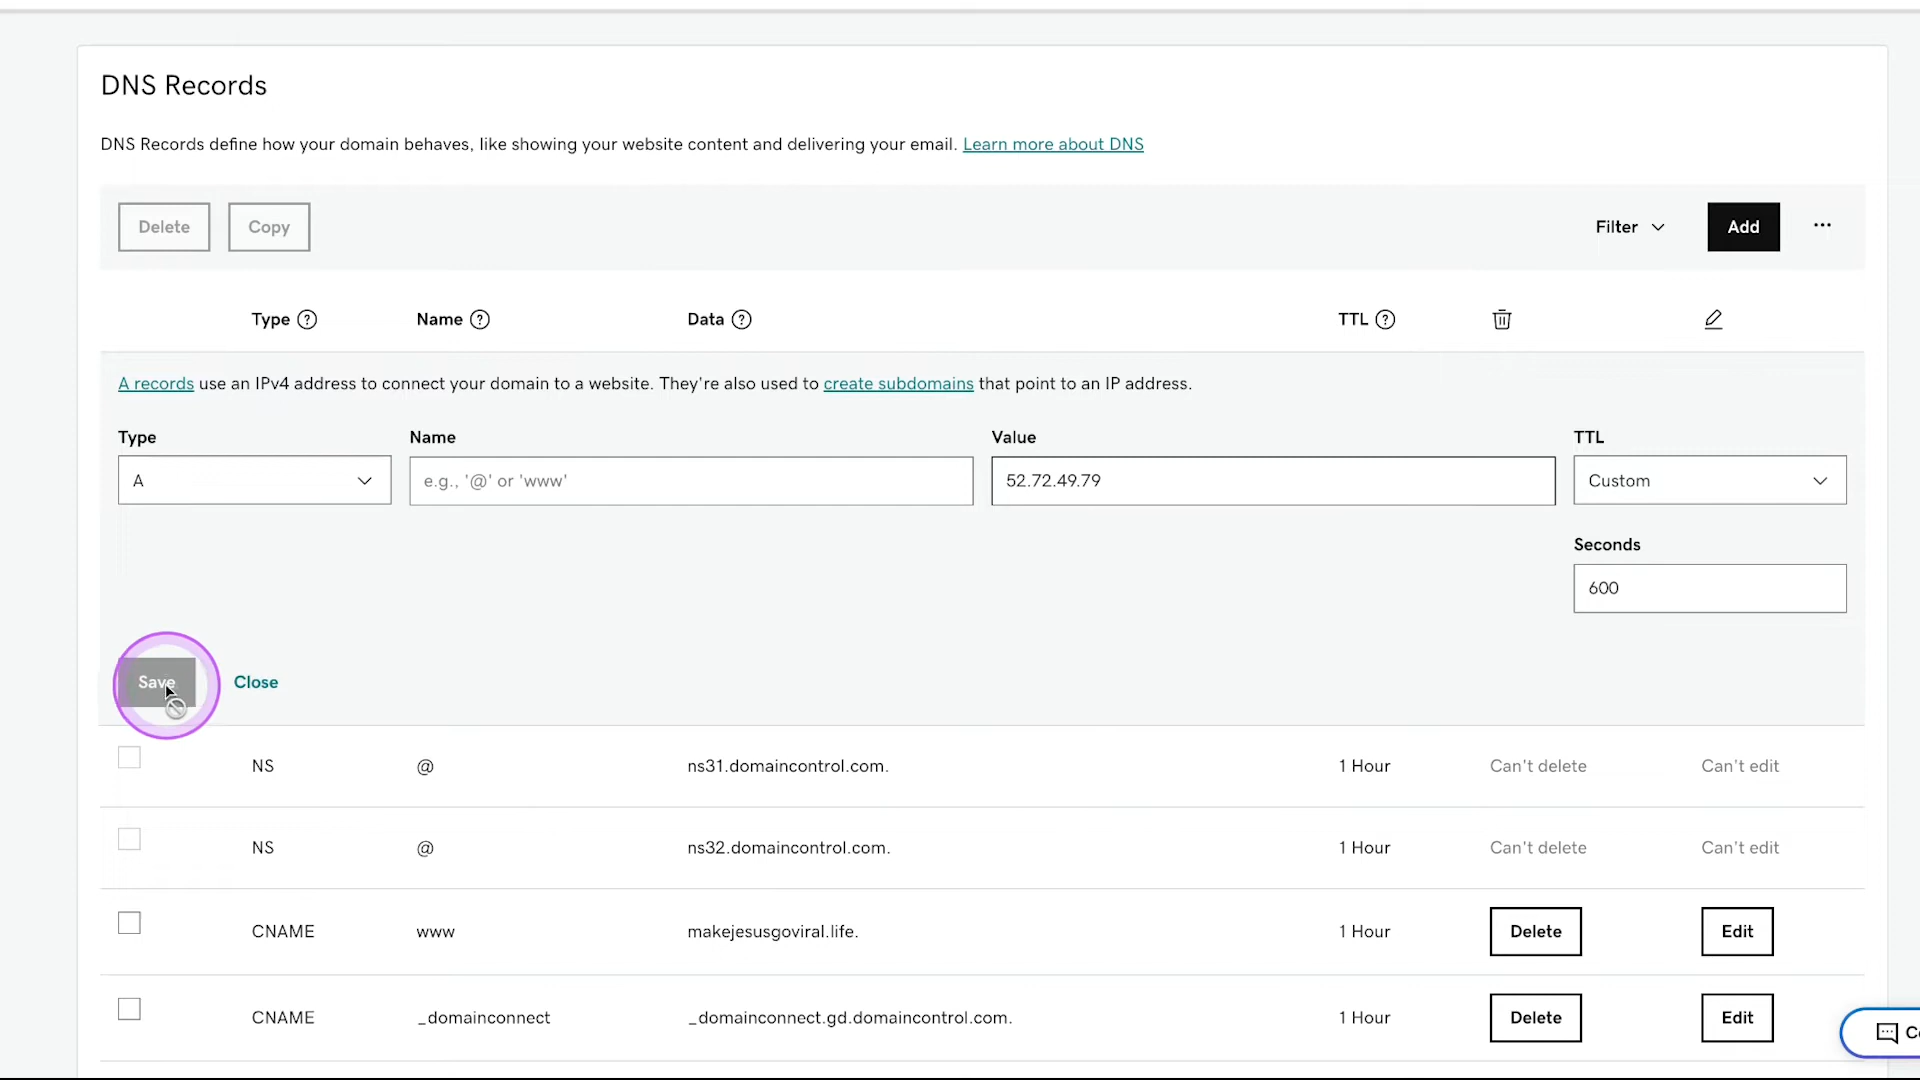 DNS Records
DNS Records define how your domain behaves, like showing your website content and delivering your email. Learn more about DNS
Delete Copy Filter Add
Type Name Data TTL
A records use an IPv4 address to connect your domain to a website. They're also used to create subdomains that point to an IP address.
Type Name Value TTL
A e.g., '@' or 'www' 52.72.49.79 Custom
Seconds
600
Save Close
NS @ ns31.domaincontrol.com. 1 Hour Can't delete Can't edit
NS @ ns32.domaincontrol.com. 1 Hour Can't delete Can't edit
CNAME www makejesusgoviral.life. 1 Hour Delete Edit
CNAME _domainconnect _domainconnect.gd.domaincontrol.com. 1 Hour Delete Edit